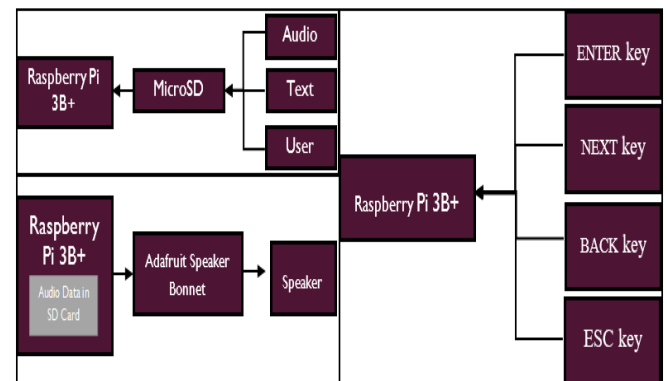 Raspberry Pi
3B+
MicroSD
Audio
Text
User
Raspberry
Pi 3B+
Audio Data in
SD Card
Adafruit Speaker
Bonnet
Speaker
Raspberry Pi 3B+
ENTER key
NEXT key
BACK key
ESC key